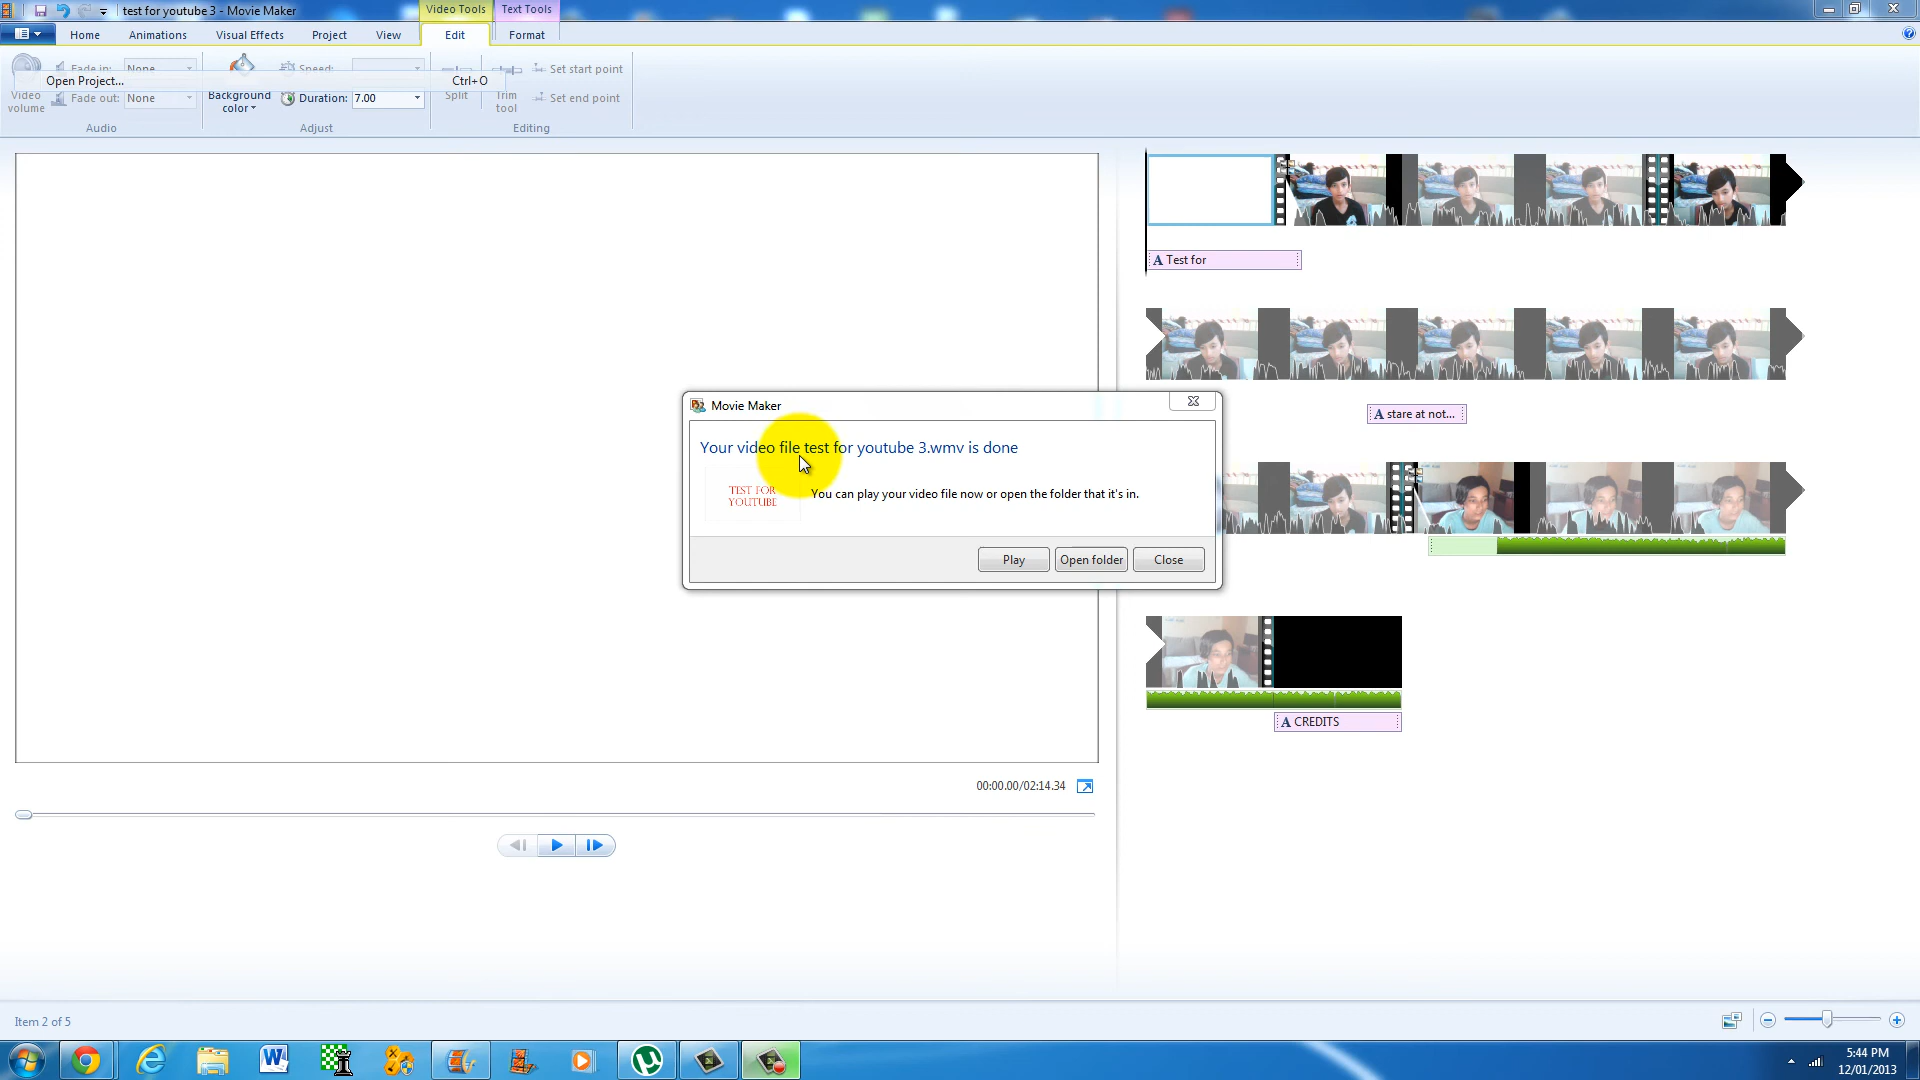 test for youtube 3 - Movie Maker
Video Tools
Text Tools
Home
Animations
Visual Effects
Project
View
Edit
Format
Fade in: None
Speed:
Set start point
Open Project...
Ctrl+O
Video volume
Fade out: None
Background color
Duration: 7.00
Split
Trim tool
Set end point
Audio
Adjust
Editing
A Test for
A stare at not...
Movie Maker
Your video file test for youtube 3.wmv is done
TEST FOR
YOUTUBE
You can play your video file now or open the folder that it's in.
Play
Open folder
Close
A CREDITS
00:00.00/02:14.34
Item 2 of 5
5:44 PM
12/01/2013